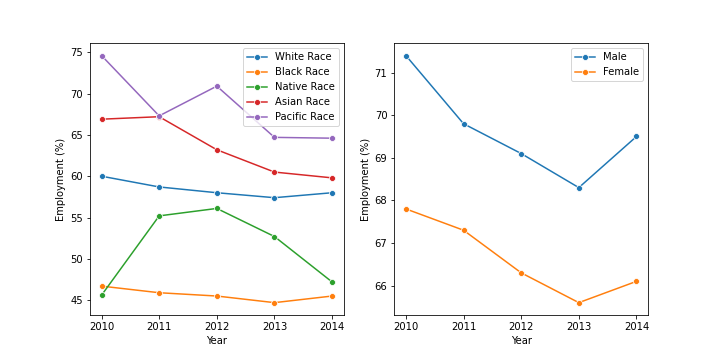 75
70
65
60
55
50
45
Employment (%)
2010 2011 2012 2013 2014
Year
White Race
Black Race
Native Race
Asian Race
Pacific Race
71
70
69
68
67
66
Employment (%)
2010 2011 2012 2013 2014
Year
Male
Female